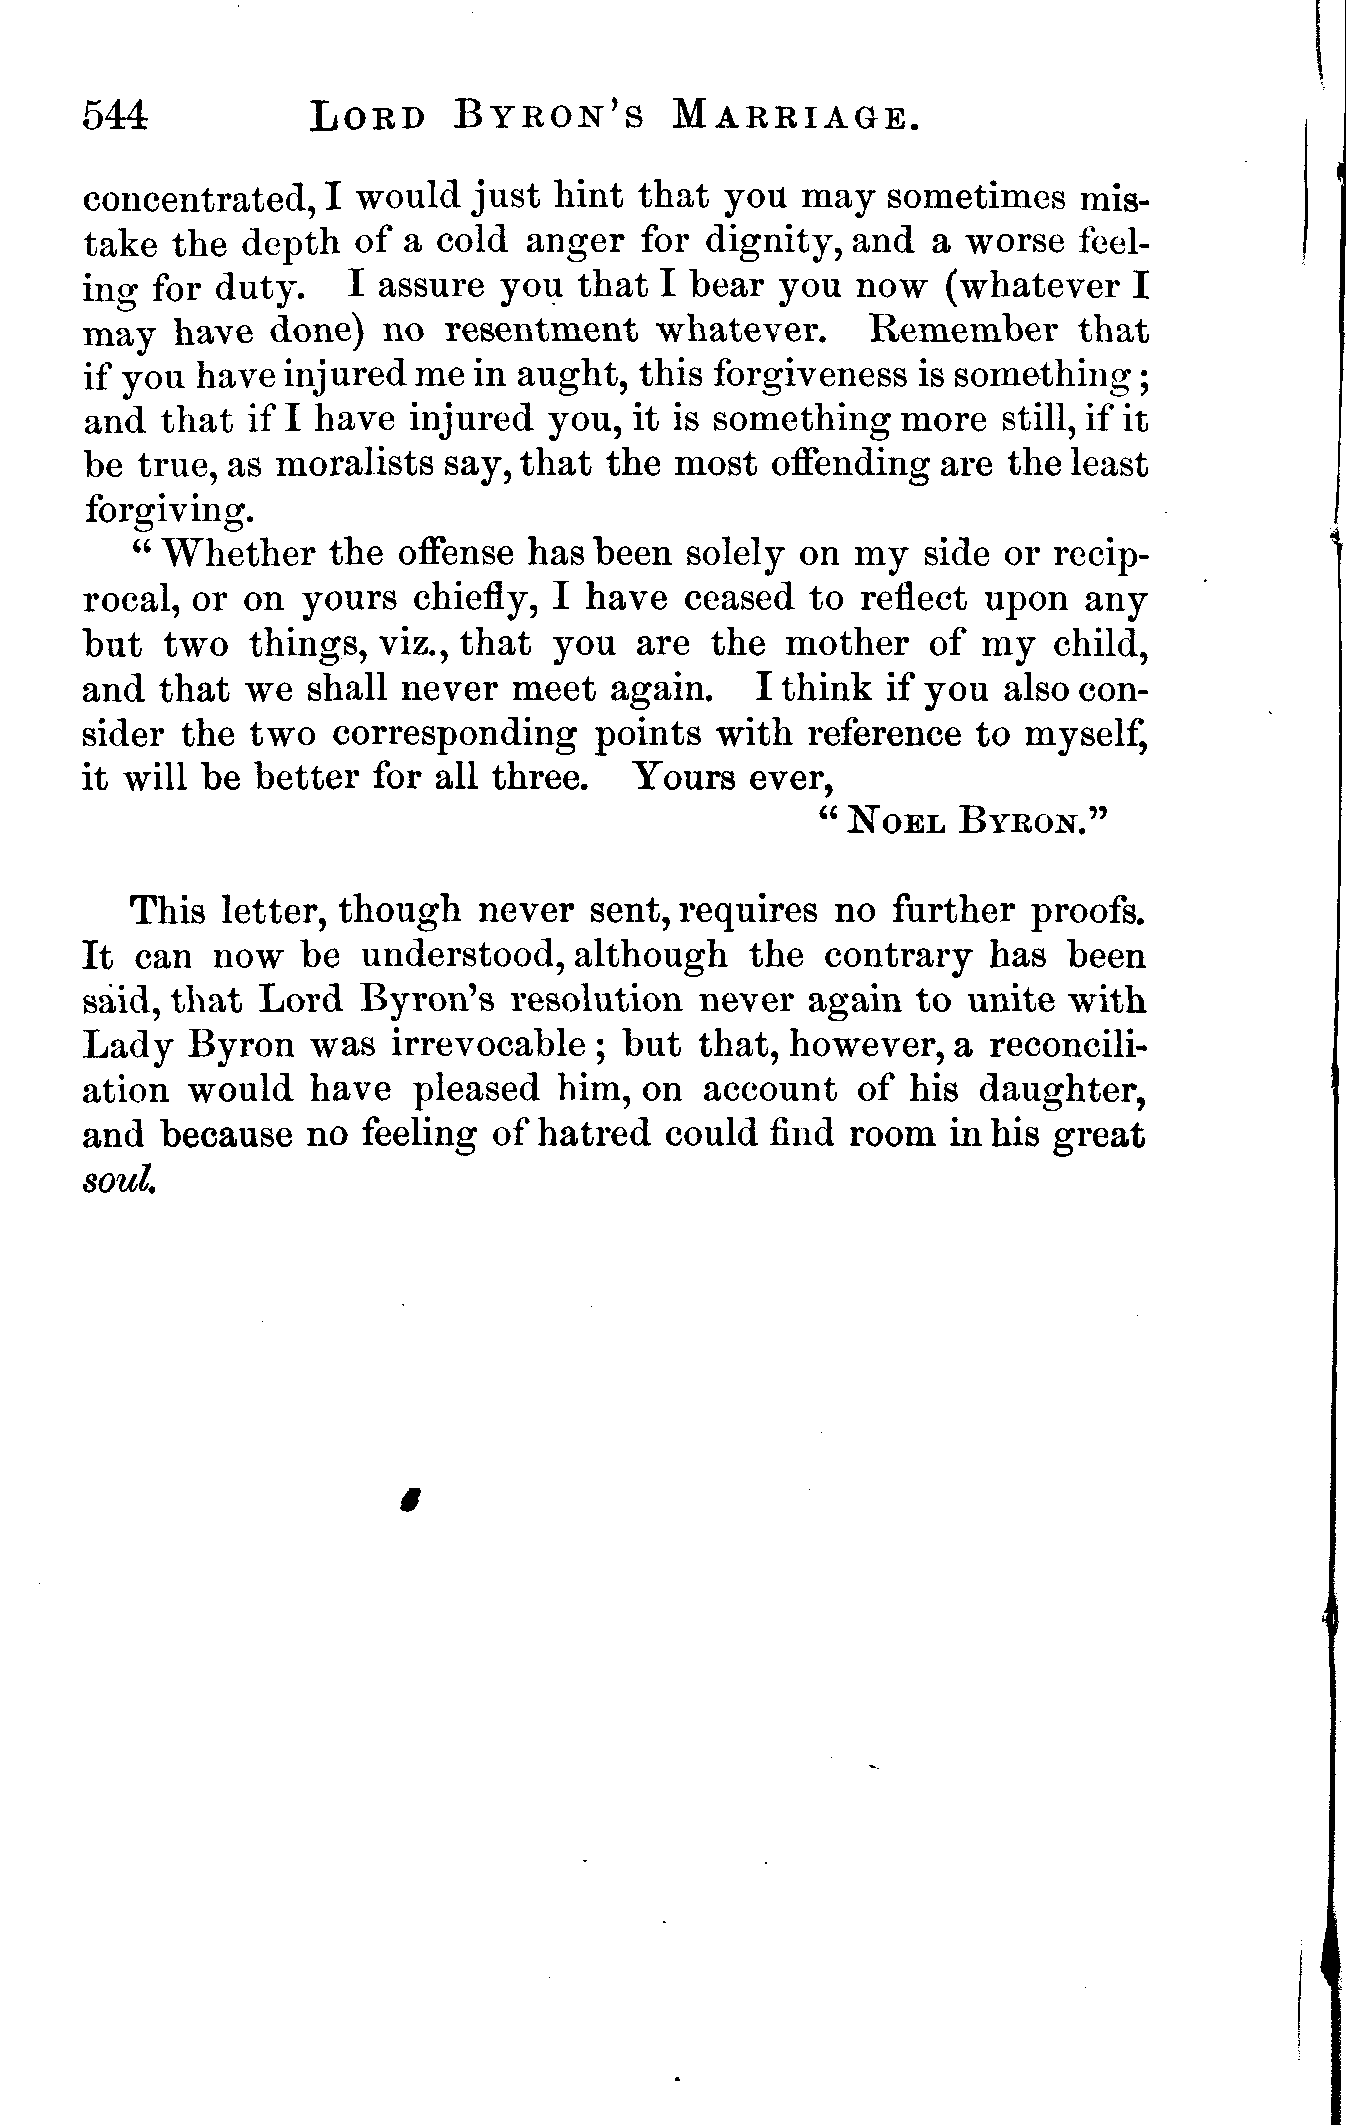 544 LORD BYRON'S MARRIAGE.
concentrated, I would just hint that you may sometimes mis-
take the depth of a cold anger for dignity, and a worse feel-
ing for duty. I assure you that I bear you now (whatever I
may have done) no resentment whatever. Remember that
if you have injured me in aught, this forgiveness is something;
and that if I have injured you, it is something more still, if it
be true, as moralists say, that the most offending are the least
forgiving.
"Whether the offense has been solely on my side or recip-
rocal, or on yours chiefly, I have ceased to reflect upon any
but two things, viz., that you are the mother of my child,
and that we shall never meet again. I think if you also con-
sider the two corresponding points with reference to myself,
it will be better for all three. Yours ever,
"NOEL BYRON."
This letter, though never sent, requires no further proofs.
It can now be understood, although the contrary has been
said, that Lord Byron's resolution never again to unite with
Lady Byron was irrevocable; but that, however, a reconcili-
ation would have pleased him, on account of his daughter,
and because no feeling of hatred could find room in his great
soul.